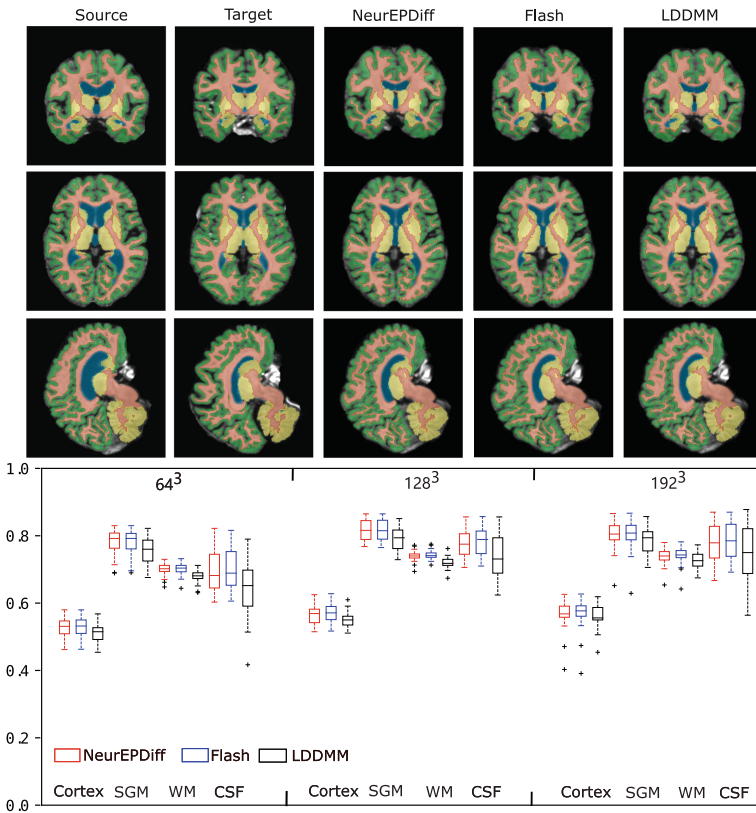 Source Target NeurEPDiff Flash LDDMM
1.0
64³ 128³ 192³
0.8
0.6
0.4
0.2
NeurEPDiff Flash LDDMM
Cortex SGM WM CSF Cortex SGM WM CSF Cortex SGM WM CSF
0.0